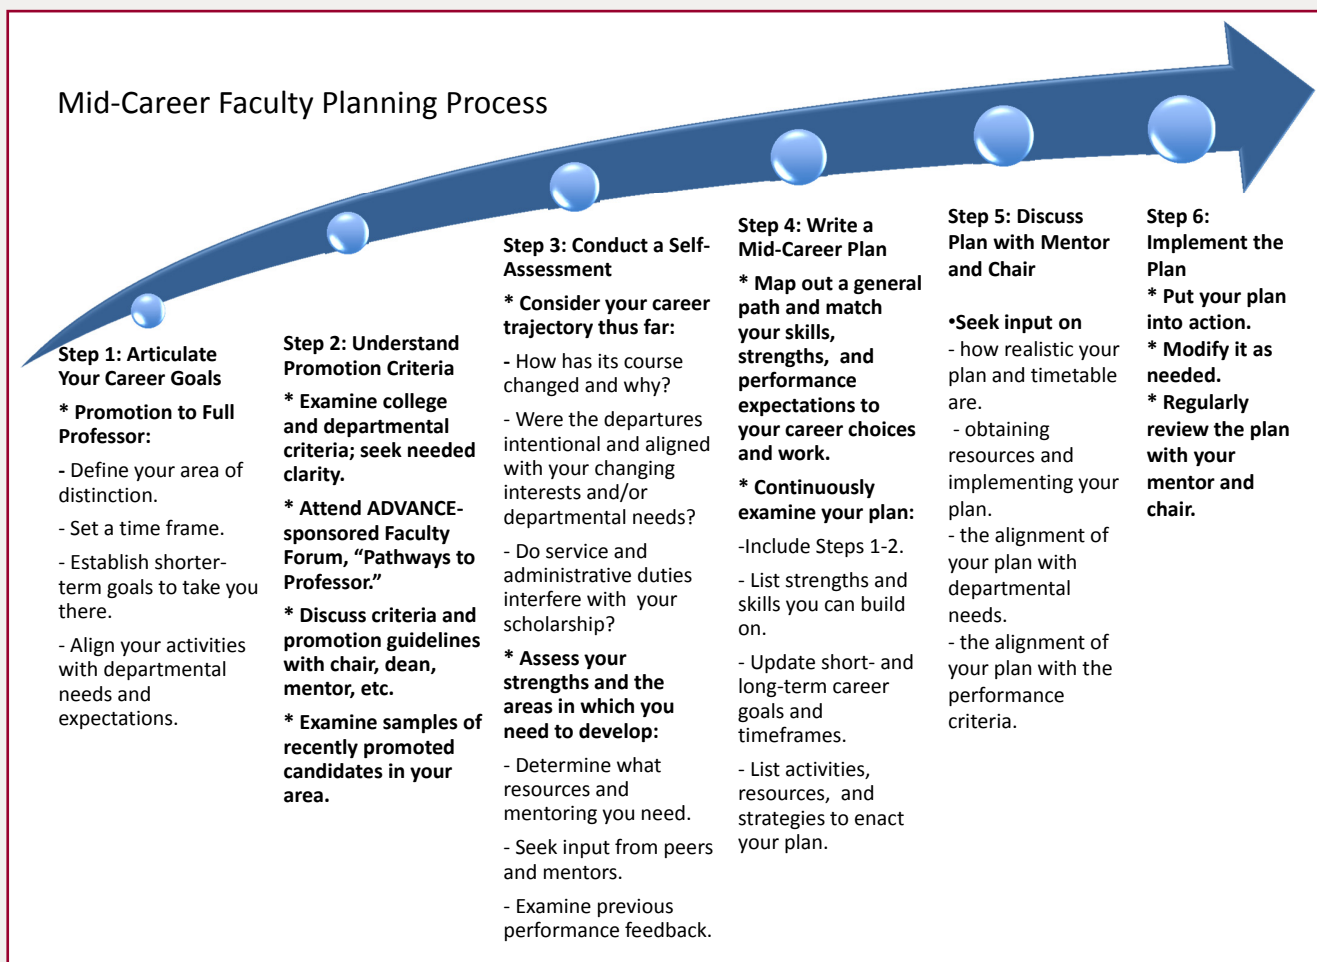 Mid-Career Faculty Planning Process
Step 1: Articulate
Your Career Goals
* Promotion to Full
Professor:
- Define your area of
distinction.
- Set a time frame.
- Establish shorter-
term goals to take you
there.
- Align your activities
with departmental
needs and
expectations.
Step 2: Understand
Promotion Criteria
* Examine college
and departmental
criteria; seek needed
clarity.
* Attend ADVANCE-
sponsored Faculty
Forum, “Pathways to
Professor.”
* Discuss criteria and
promotion guidelines
with chair, dean,
mentor, etc.
* Examine samples of
recently promoted
candidates in your
area.
Step 3: Conduct a Self-
Assessment
* Consider your career
trajectory thus far:
- How has its course
changed and why?
- Were the departures
intentional and aligned
with your changing
interests and/or
departmental needs?
- Do service and
administrative duties
interfere with  your
scholarship?
* Assess your
strengths and the
areas in which you
need to develop:
- Determine what
resources and
mentoring you need.
- Seek input from peers
and mentors.
- Examine previous
performance feedback.
Step 4: Write a
Mid-Career Plan
* Map out a general
path and match
your skills,
strengths,  and
performance
expectations to
your career choices
and work.
* Continuously
examine your plan:
-Include Steps 1-2.
- List strengths and
skills you can build
on.
- Update short- and
long-term career
goals and
timeframes.
- List activities,
resources,  and
strategies to enact
your plan.
Step 5: Discuss
Plan with Mentor
and Chair
•Seek input on
- how realistic your
plan and timetable
are.
- obtaining
resources and
implementing your
plan.
- the alignment of
your plan with
departmental
needs.
- the alignment of
your plan with the
performance
criteria.
Step 6:
Implement the
Plan
* Put your plan
into action.
* Modify it as
needed.
* Regularly
review the plan
with your
mentor and
chair.